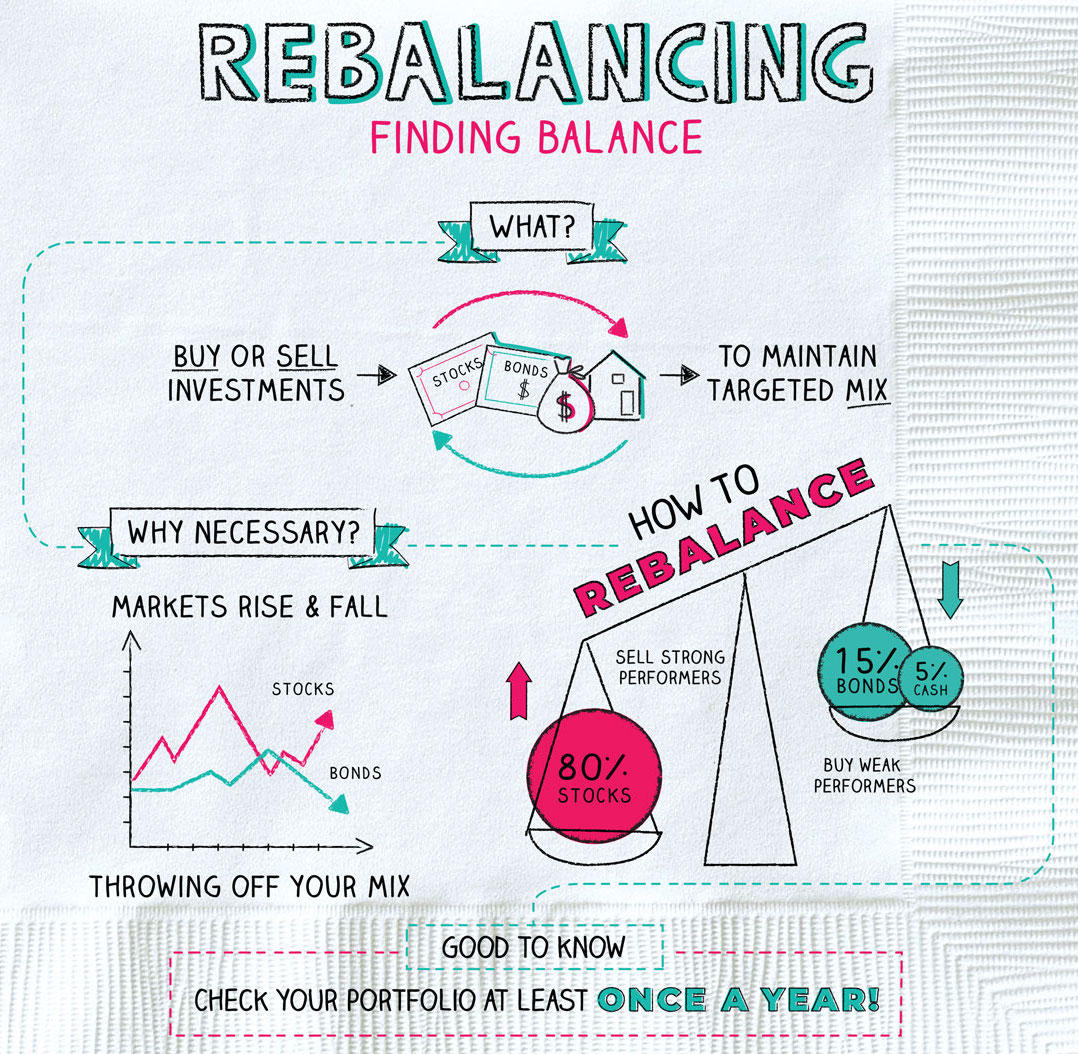 REBALANCING
FINDING BALANCE
WHAT?
BUY OR SELL
INVESTMENTS
STOCKS
BONDS
$
$
TO MAINTAIN
TARGETED MIX
WHY NECESSARY?
MARKETS RISE & FALL
STOCKS
BONDS
THROWING OFF YOUR MIX
HOW TO
REBALANCE
SELL STRONG
PERFORMERS
80%
STOCKS
15%
BONDS
5%
CASH
BUY WEAK
PERFORMERS
GOOD TO KNOW
CHECK YOUR PORTFOLIO AT LEAST ONCE A YEAR!